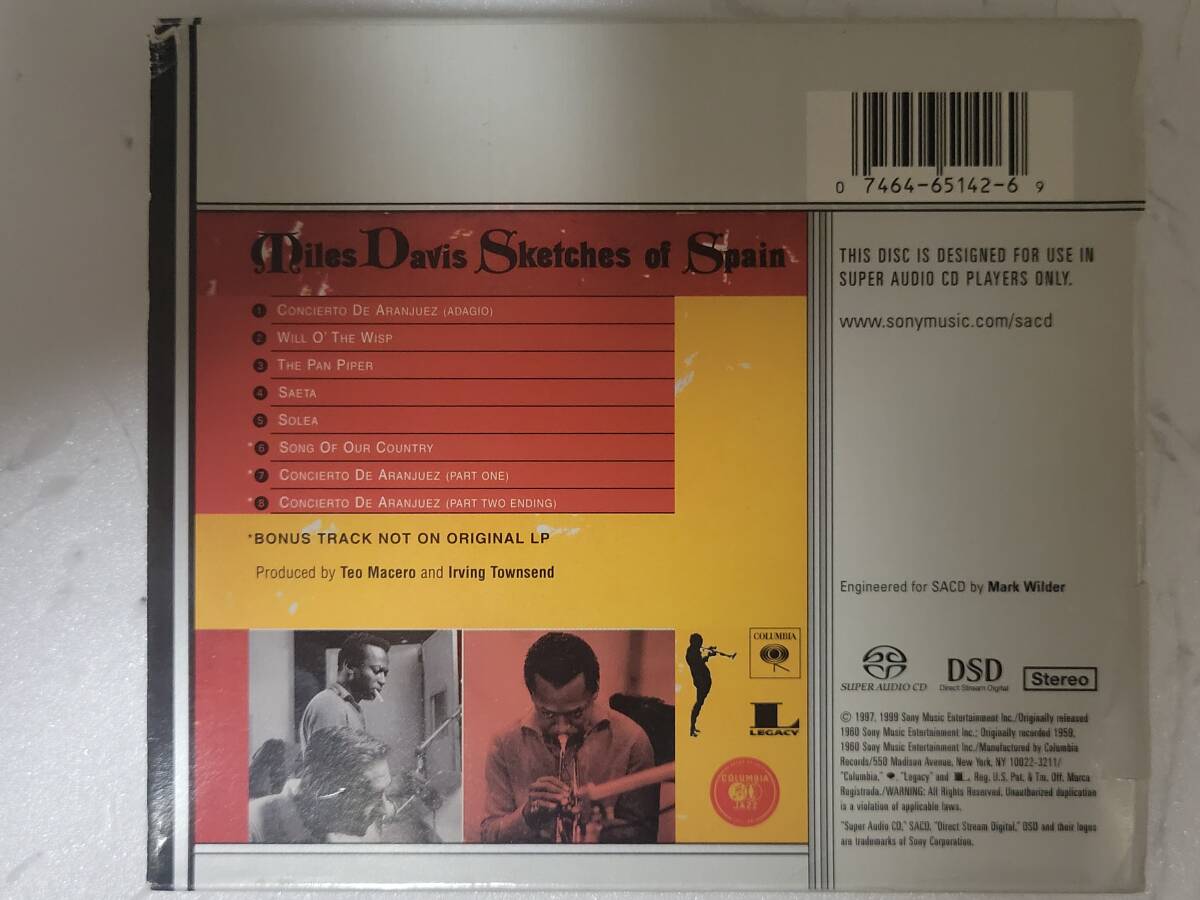 0 7464-65142-6 9
Miles Davis Sketches of Spain
1 CONCIERTO DE ARANJUEZ (ADAGIO)
2 WILL O' THE WISP
3 THE PAN PIPER
4 SAETA
5 SOLEA
*6 SONG OF OUR COUNTRY
*7 CONCIERTO DE ARANJUEZ (PART ONE)
*8 CONCIERTO DE ARANJUEZ (PART TWO ENDING)
*BONUS TRACK NOT ON ORIGINAL LP
Produced by Teo Macero and Irving Townsend
COLUMBIA
L
LEGACY
COLUMBIA
JAZZ
THIS DISC IS DESIGNED FOR USE IN
SUPER AUDIO CD PLAYERS ONLY.
www.sonymusic.com/sacd
Engineered for SACD by Mark Wilder
SUPER AUDIO CD
DSD
Direct Stream Digital
Stereo
© 1997, 1999 Sony Music Entertainment Inc./Originally released
1960 Sony Music Entertainment Inc.; Originally recorded 1959,
1960 Sony Music Entertainment Inc./Manufactured by Columbia
Records/550 Madison Avenue, New York, NY 10022-3211/
"Columbia," , "Legacy" and L, Reg. U.S. Pat. & Tm. Off. Marca
Registrada./WARNING: All Rights Reserved. Unauthorized duplication
is a violation of applicable laws.
"Super Audio CD," SACD, "Direct Stream Digital," DSD and their logos
are trademarks of Sony Corporation.